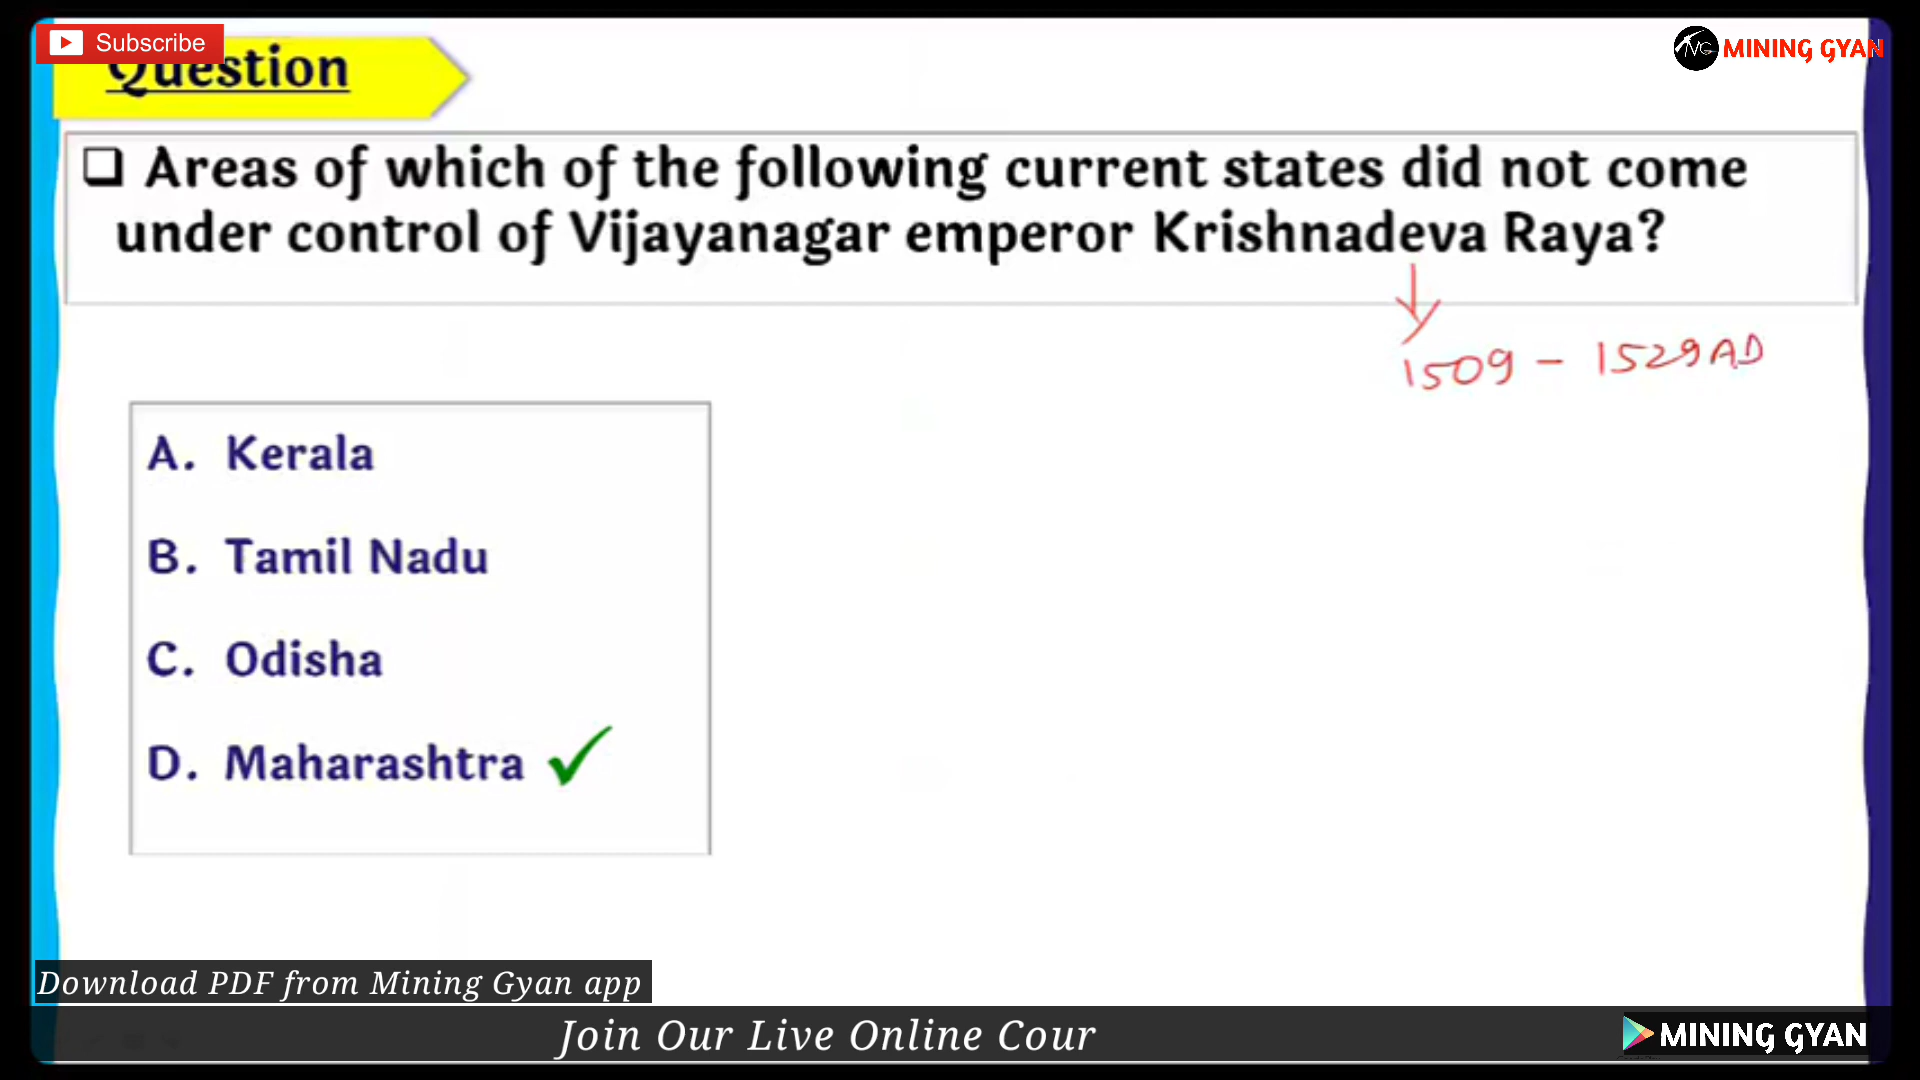 Subscribe
MINING GYAN
Question
❑ Areas of which of the following current states did not come
under control of Vijayanagar emperor Krishnadeva Raya?
1509 - 1529AD
A. Kerala
B. Tamil Nadu
C. Odisha
D. Maharashtra ✓
Download PDF from Mining Gyan app
Join Our Live Online Cour
MINING GYAN